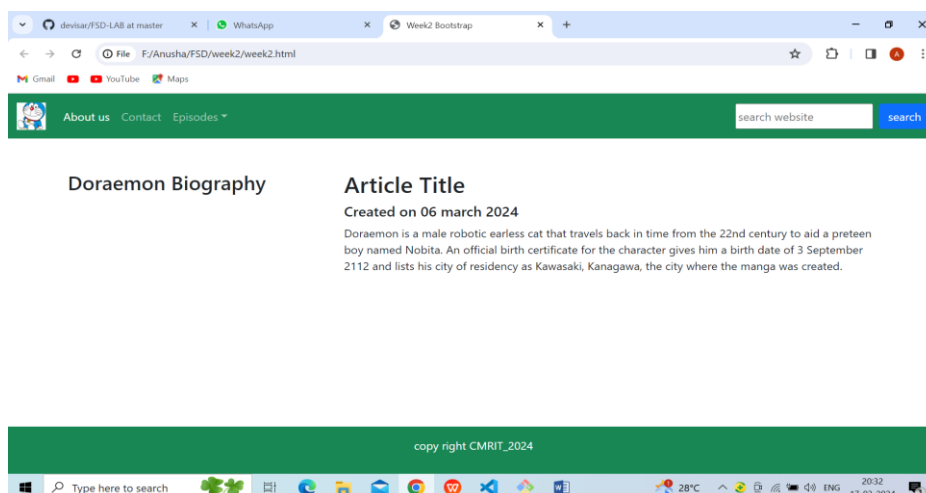 devisar/FSD-LAB at master
WhatsApp
Week2 Bootstrap
File F:/Anusha/FSD/week2/week2.html
A
Gmail
YouTube
Maps
About us Contact Episodes
search website
search
Doraemon Biography
Article Title
Created on 06 march 2024
Doraemon is a male robotic earless cat that travels back in time from the 22nd century to aid a preteen
boy named Nobita. An official birth certificate for the character gives him a birth date of 3 September
2112 and lists his city of residency as Kawasaki, Kanagawa, the city where the manga was created.
copy right CMRIT_2024
Type here to search
28°C
ENG
20:32